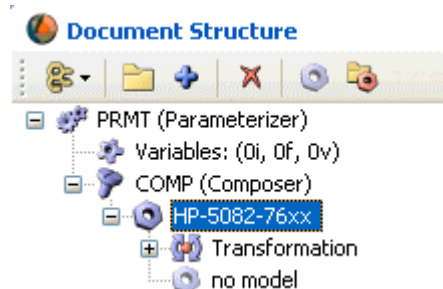 Document Structure
PRMT (Parameterizer)
Variables: (0i, 0f, 0v)
COMP (Composer)
HP-5082-76xx
Transformation
no model